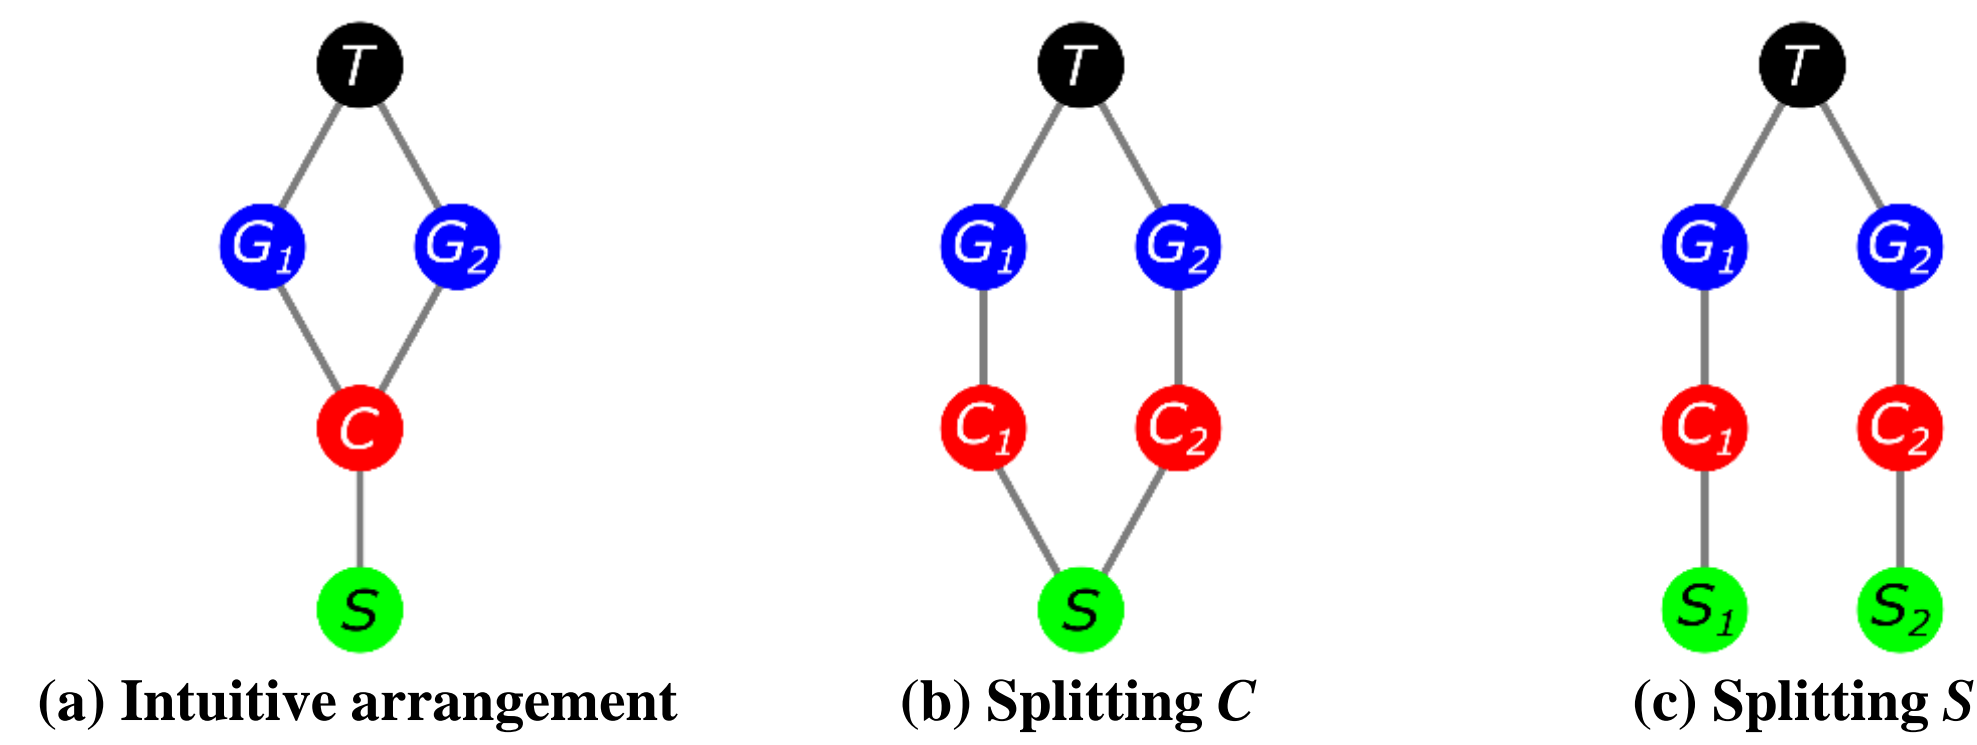 T
G1 G2
C
S
(a) Intuitive arrangement
T
G1 G2
C1 C2
S
(b) Splitting C
T
G1 G2
C1 C2
S1 S2
(c) Splitting S